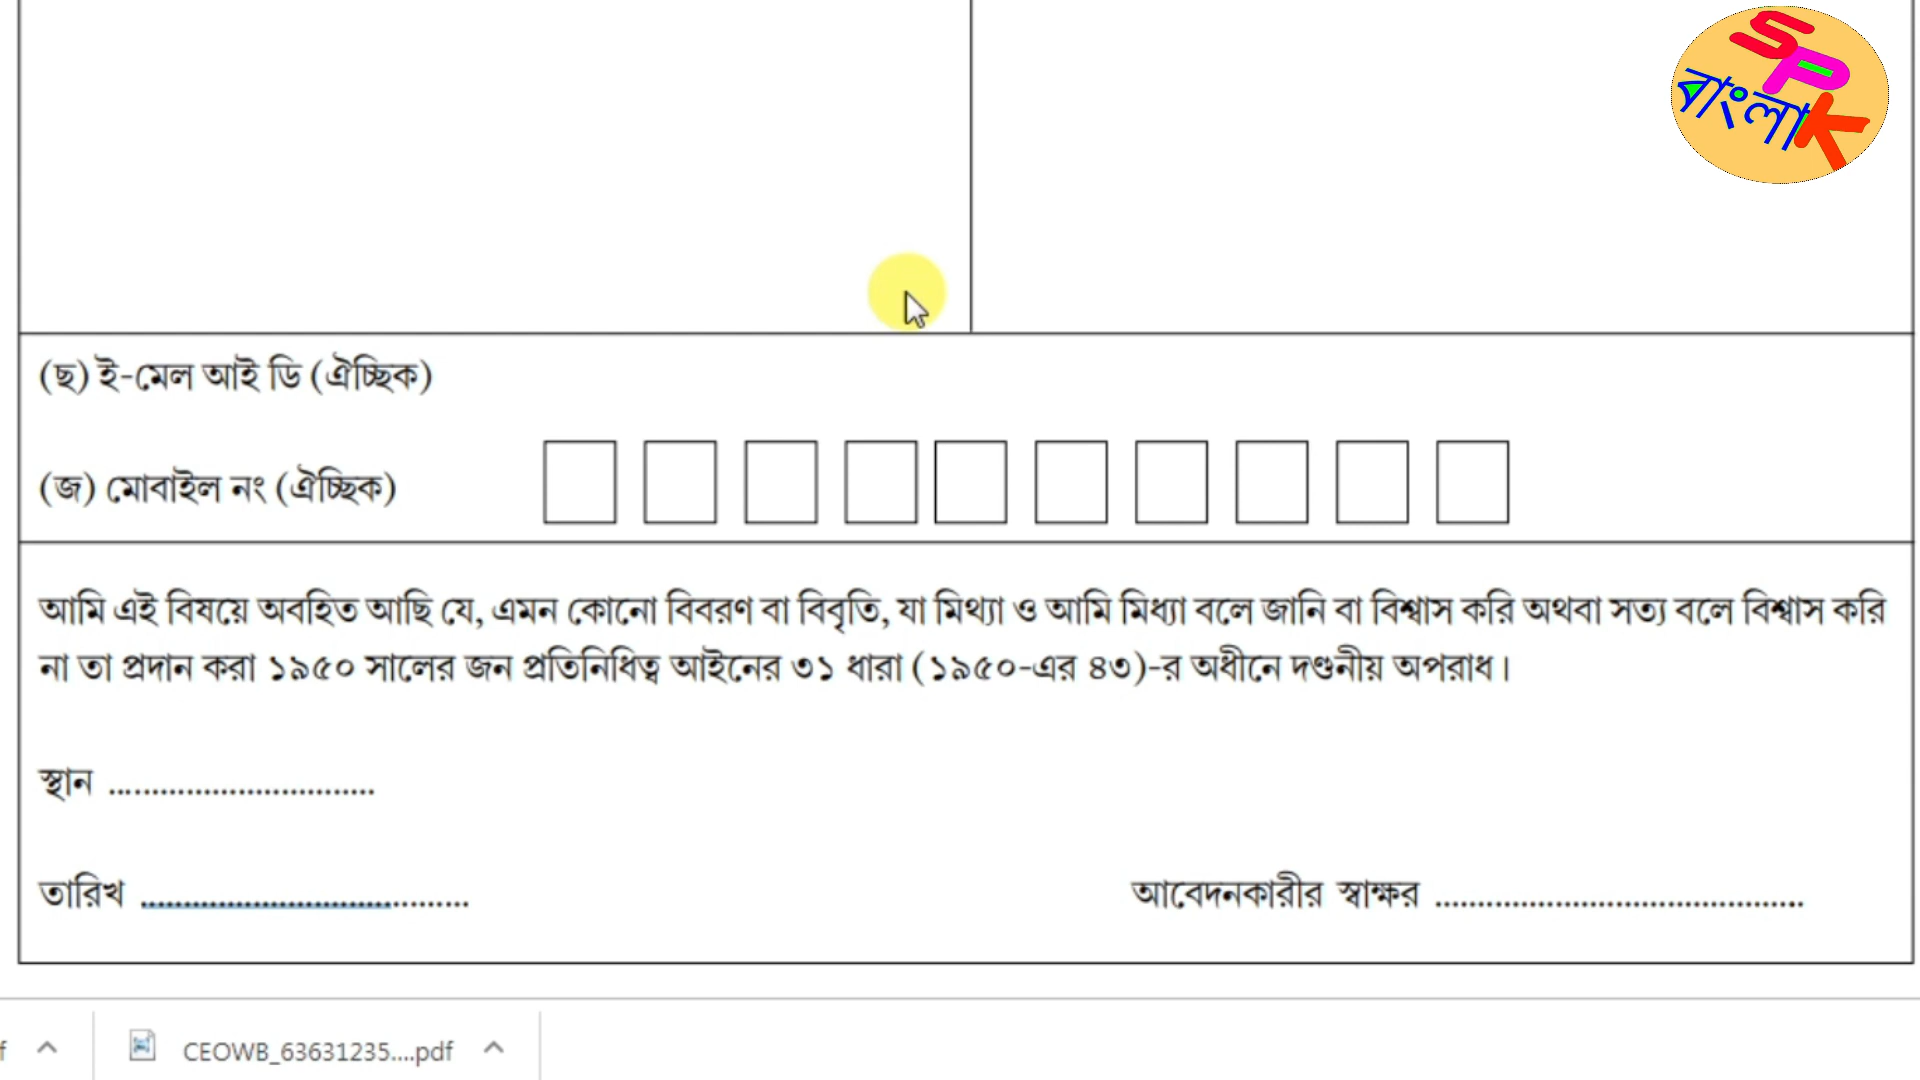 SPK
বাংলা
(ছ) ই-মেল আই ডি (ঐচ্ছিক)
(জ) মোবাইল নং (ঐচ্ছিক)
আমি এই বিষয়ে অবহিত আছি যে, এমন কোনো বিবরণ বা বিবৃতি, যা মিথ্যা ও আমি মিধ্যা বলে জানি বা বিশ্বাস করি অথবা সত্য বলে বিশ্বাস করি
না তা প্রদান করা ১৯৫০ সালের জন প্রতিনিধিত্ব আইনের ৩১ ধারা (১৯৫০-এর ৪৩)-র অধীনে দণ্ডনীয় অপরাধ।
স্থান ................................
তারিখ .......................................
আবেদনকারীর স্বাক্ষর ............................................
f
CEOWB_63631235....pdf